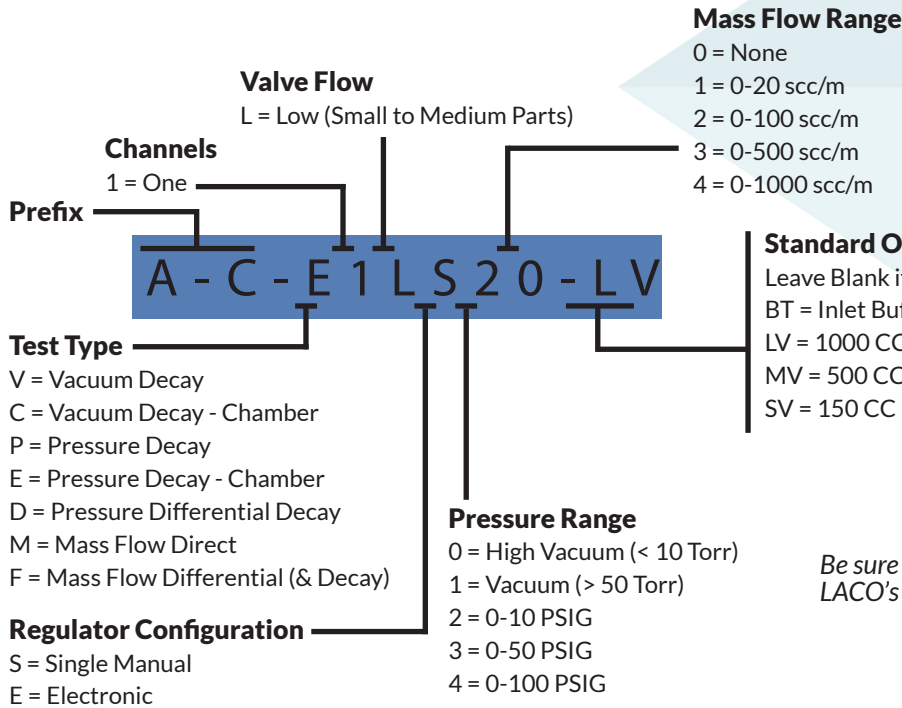 Mass Flow Range
0 = None
1 = 0-20 scc/m
2 = 0-100 scc/m
3 = 0-500 scc/m
4 = 0-1000 scc/m
Valve Flow
L = Low (Small to Medium Parts)
Channels
1 = One
Prefix
A - C - E 1 L S 2 0 - L V
Standard
Leave Blank
BT = Inlet
LV = 1000
MV = 500
SV = 150 CC
Test Type
V = Vacuum Decay
C = Vacuum Decay - Chamber
P = Pressure Decay
E = Pressure Decay - Chamber
D = Pressure Differential Decay
M = Mass Flow Direct
F = Mass Flow Differential (& Decay)
Regulator Configuration
S = Single Manual
E = Electronic
Pressure Range
0 = High Vacuum (< 10 Torr)
1 = Vacuum (> 50 Torr)
2 = 0-10 PSIG
3 = 0-50 PSIG
4 = 0-100 PSIG
Be sure
LACO's